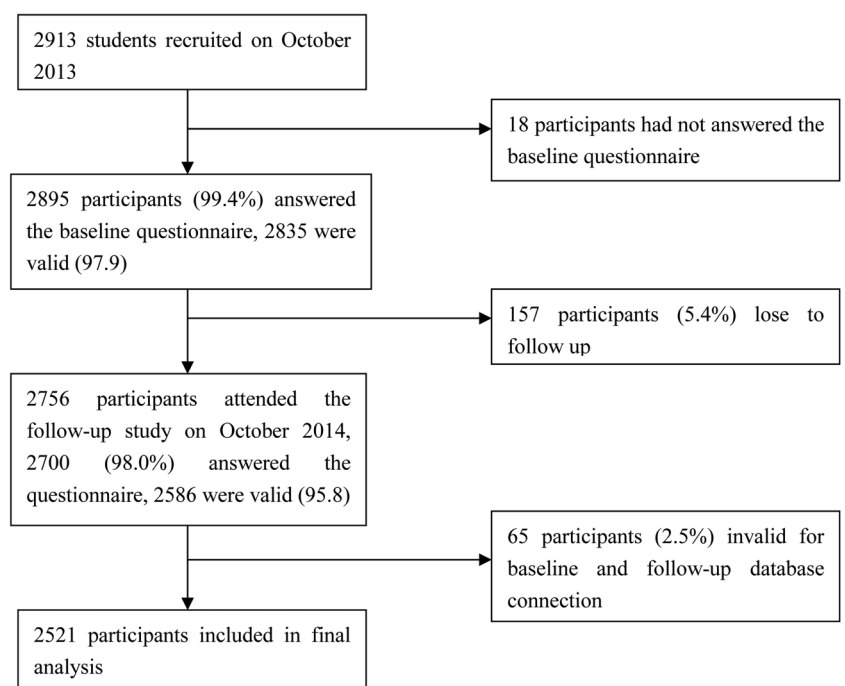 2913 students recruited on October
2013
18 participants had not answered the
baseline questionnaire
2895 participants (99.4%) answered
the baseline questionnaire, 2835 were
valid (97.9)
157 participants (5.4%) lose to
follow up
2756 participants attended the
follow-up study on October 2014,
2700 (98.0%) answered the
questionnaire, 2586 were valid (95.8)
65 participants (2.5%) invalid for
baseline and follow-up database
connection
2521 participants included in final
analysis